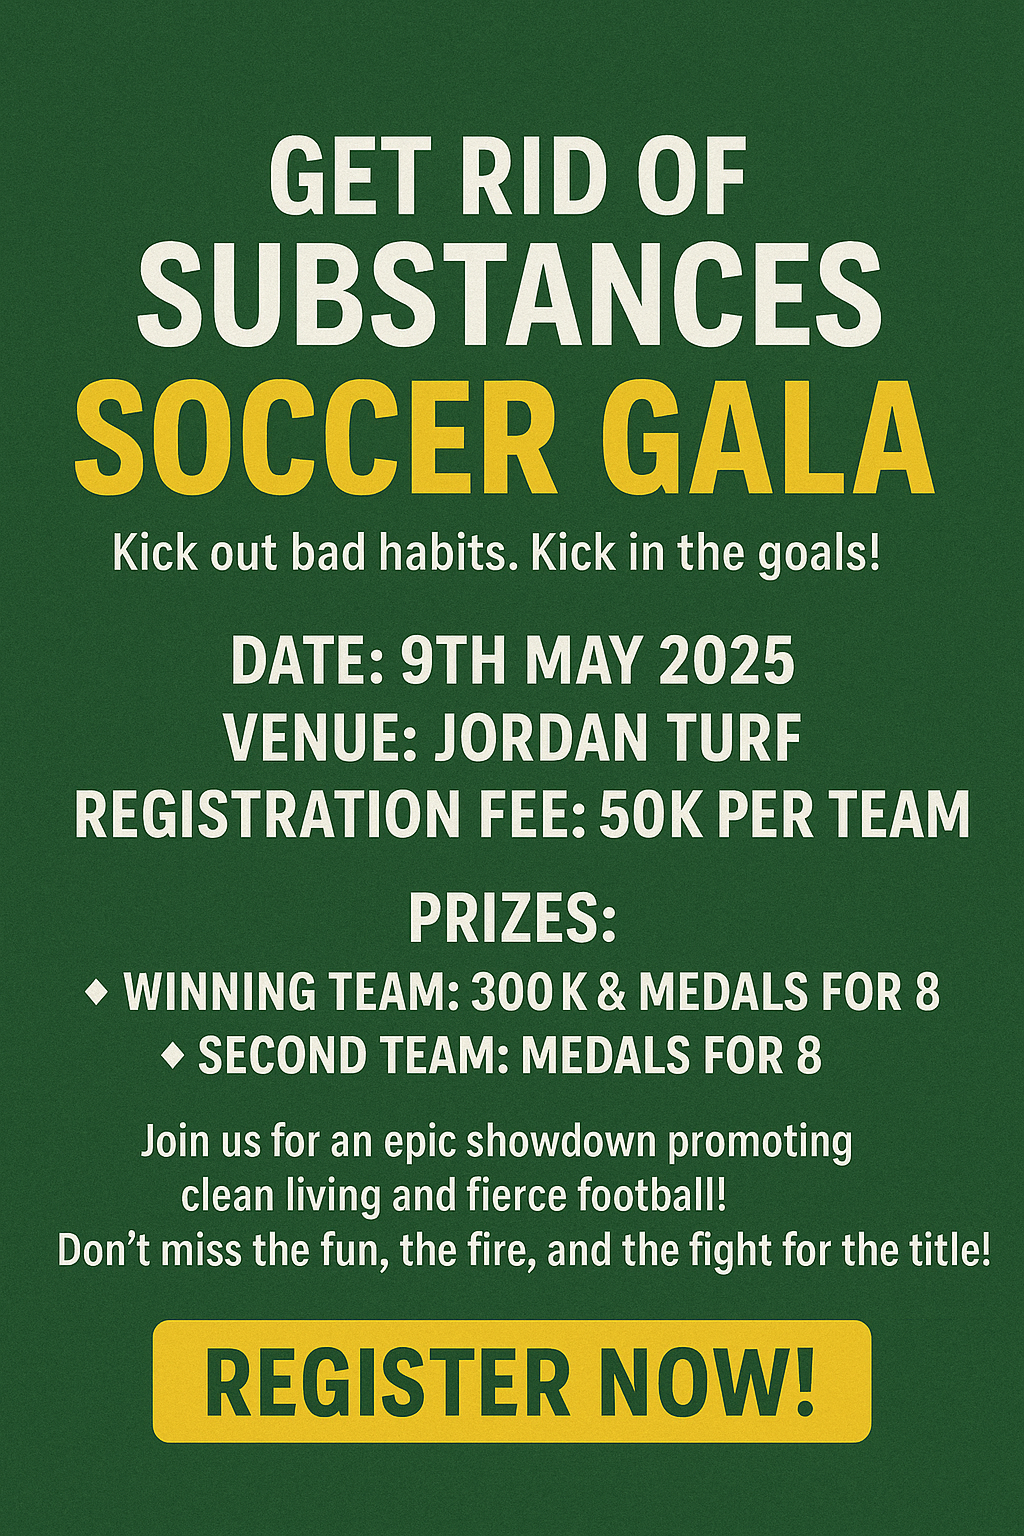 GET RID OF
SUBSTANCES
SOCCER GALA
Kick out bad habits. Kick in the goals!
DATE: 9TH MAY 2025
VENUE: JORDAN TURF
REGISTRATION FEE: 50K PER TEAM
PRIZES:
◆ WINNING TEAM: 300K & MEDALS FOR 8
◆ SECOND TEAM: MEDALS FOR 8
Join us for an epic showdown promoting
clean living and fierce football!
Don’t miss the fun, the fire, and the fight for the title!
REGISTER NOW!